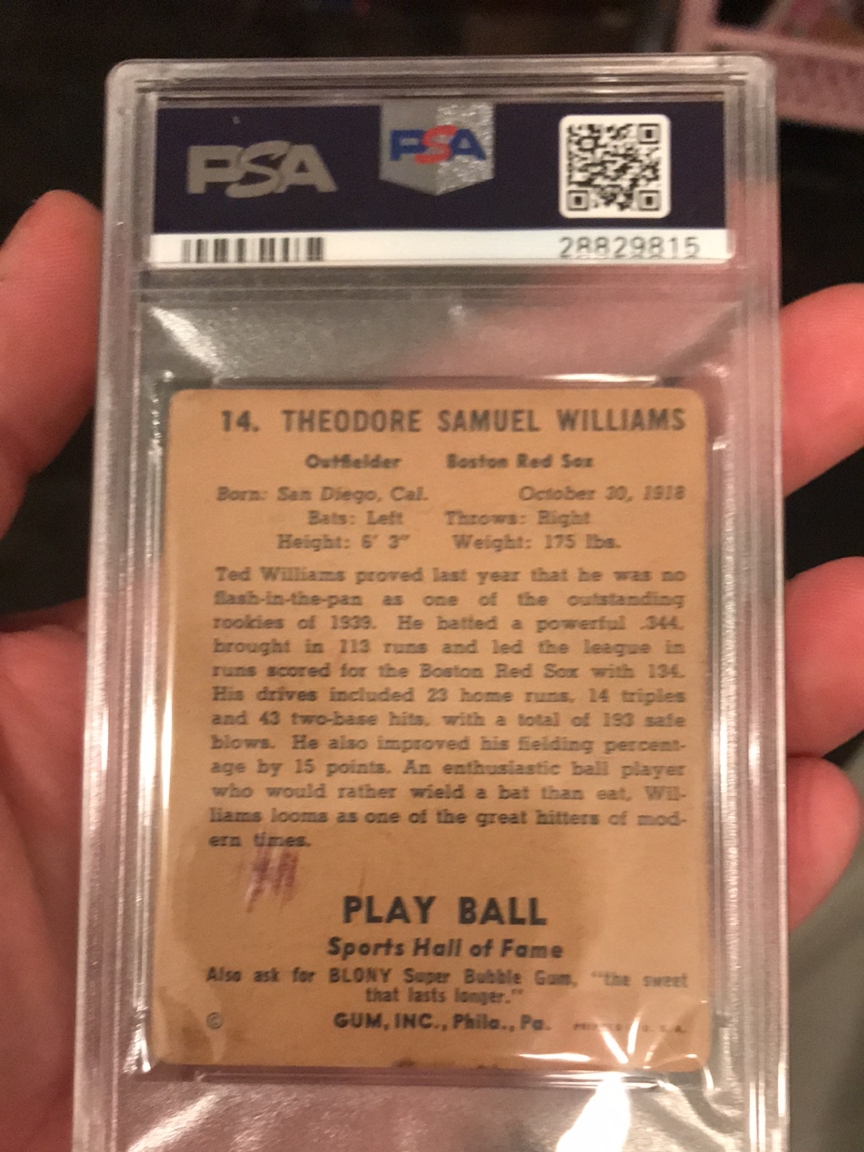 PSA PSA
28829815
14. THEODORE SAMUEL WILLIAMS
Outfielder Boston Red Sox
Born: San Diego, Cal. October 30, 1918
Bats: Left Throws: Right
Height: 6' 3" Weight: 175 lbs.
Ted Williams proved last year that he was no
flash-in-the-pan as one of the outstanding
rookies of 1939. He batted a powerful .344,
brought in 113 runs and led the league in
runs scored for the Boston Red Sox with 134.
His drives included 23 home runs, 14 triples
and 43 two-base hits, with a total of 193 safe
blows. He also improved his fielding percent-
age by 15 points. An enthusiastic ball player
who would rather wield a bat than eat, Wil-
liams looms as one of the great hitters of mod-
ern times.
PLAY BALL
Sports Hall of Fame
Also ask for BLONY Super Bubble Gum, "the sweet
that lasts longer."
© GUM, INC., Phila., Pa. U. S. A.